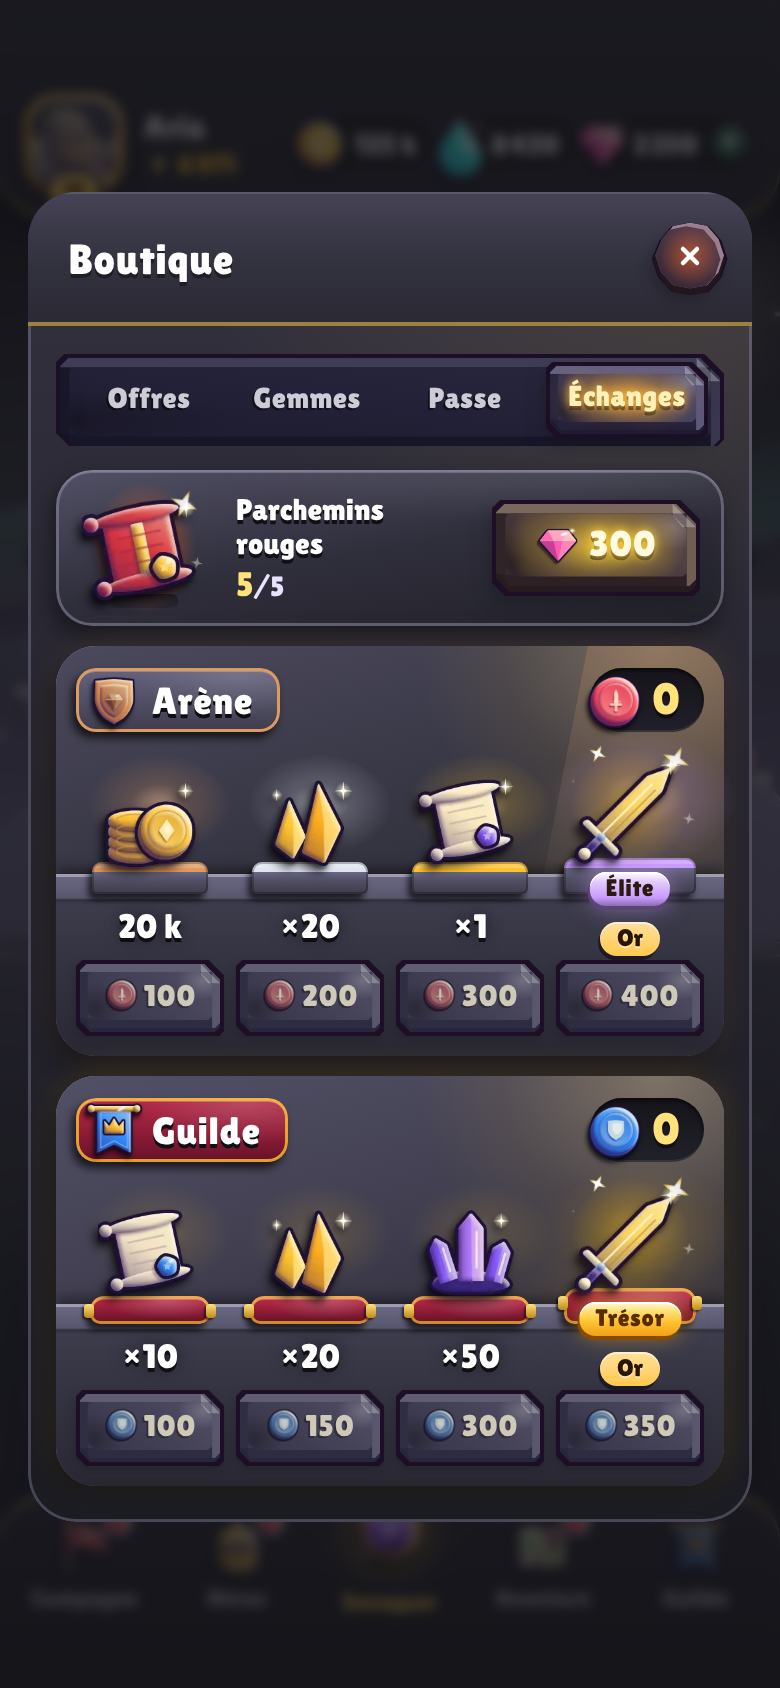 Boutique
Offres Gemmes Passe Échanges
Parchemins
rouges
5/5
300
Arène
0
Élite
20 k ×20 ×1 Or
100 200 300 400
Guilde
0
Trésor
×10 ×20 ×50 Or
100 150 300 350